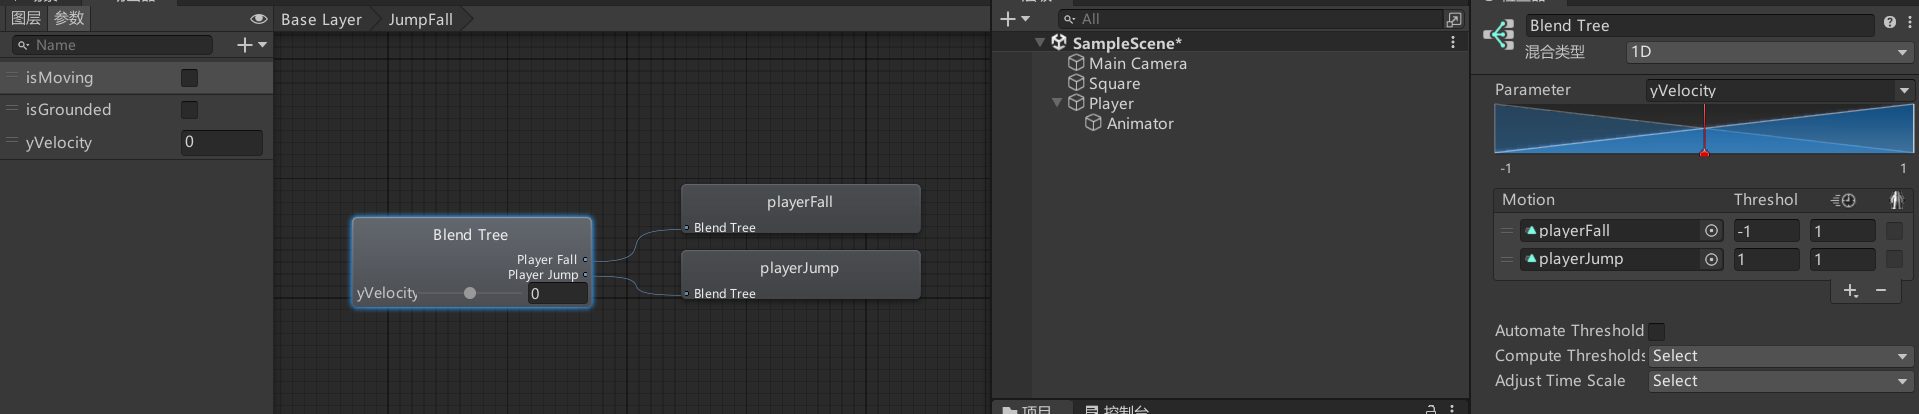 图层 参数
Name
isMoving
isGrounded
yVelocity 0
Base Layer JumpFall
Blend Tree
Player Fall
Player Jump
yVelocity 0
playerFall
Blend Tree
playerJump
Blend Tree
All
SampleScene*
Main Camera
Square
Player
Animator
项目 控制台
Blend Tree
混合类型 1D
Parameter yVelocity
-1 1
Motion Threshol
playerFall -1 1
playerJump 1 1
Automate Threshold
Compute Thresholds Select
Adjust Time Scale Select